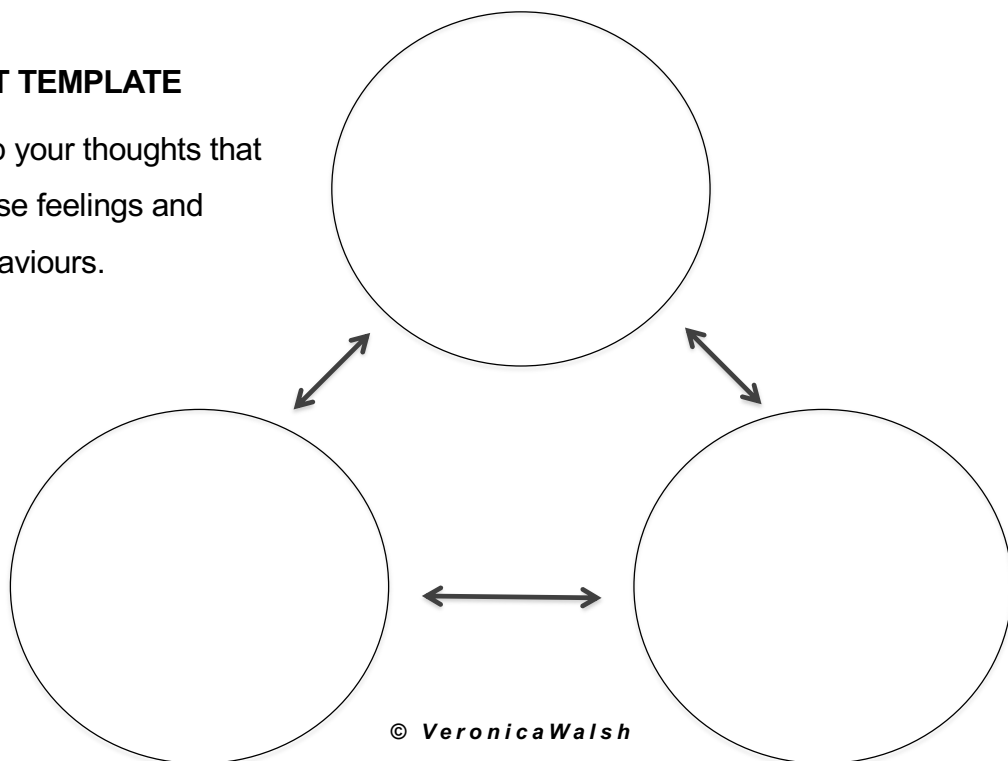 T TEMPLATE
your thoughts that
se feelings and
aviours.
© VeronicaWalsh